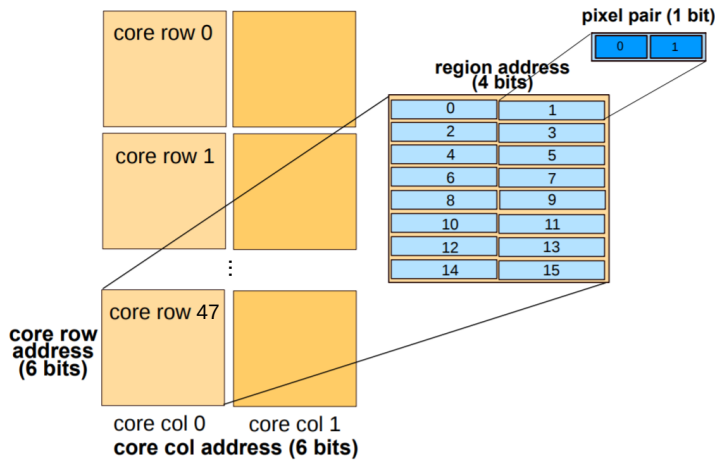 pixel pair (1 bit)
0 1
region address
(4 bits)
0 1
2 3
4 5
6 7
8 9
10 11
12 13
14 15
core row 0
core row 1
⋮
core row 47
core row
address
(6 bits)
core col 0 core col 1
core col address (6 bits)